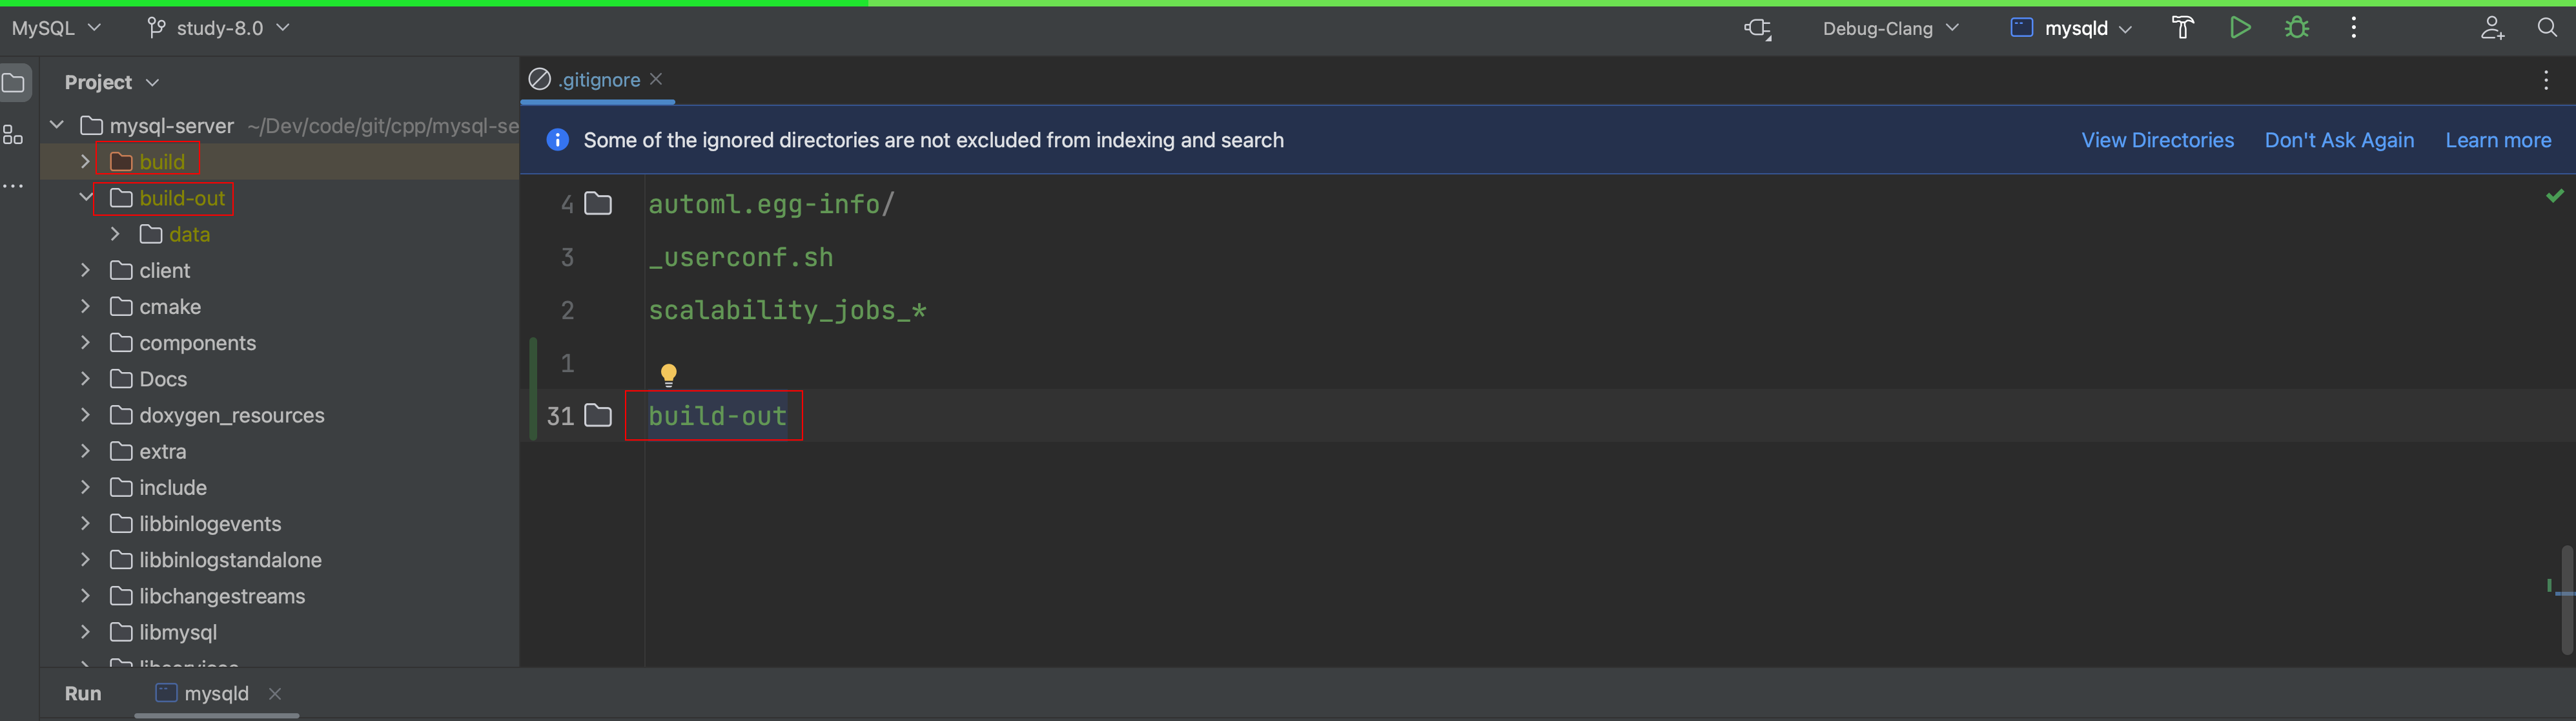 MySQL study-8.0 Debug-Clang mysqld
Project
.gitignore
mysql-server ~/Dev/code/git/cpp/mysql-se
Some of the ignored directories are not excluded from indexing and search View Directories Don't Ask Again Learn more
build
build-out
data
client
cmake
components
Docs
doxygen_resources
extra
include
libbinlogevents
libbinlogstandalone
libchangestreams
libmysql
libservices
4 automl.egg-info/
3 _userconf.sh
2 scalability_jobs_*
1
31 build-out
Run mysqld